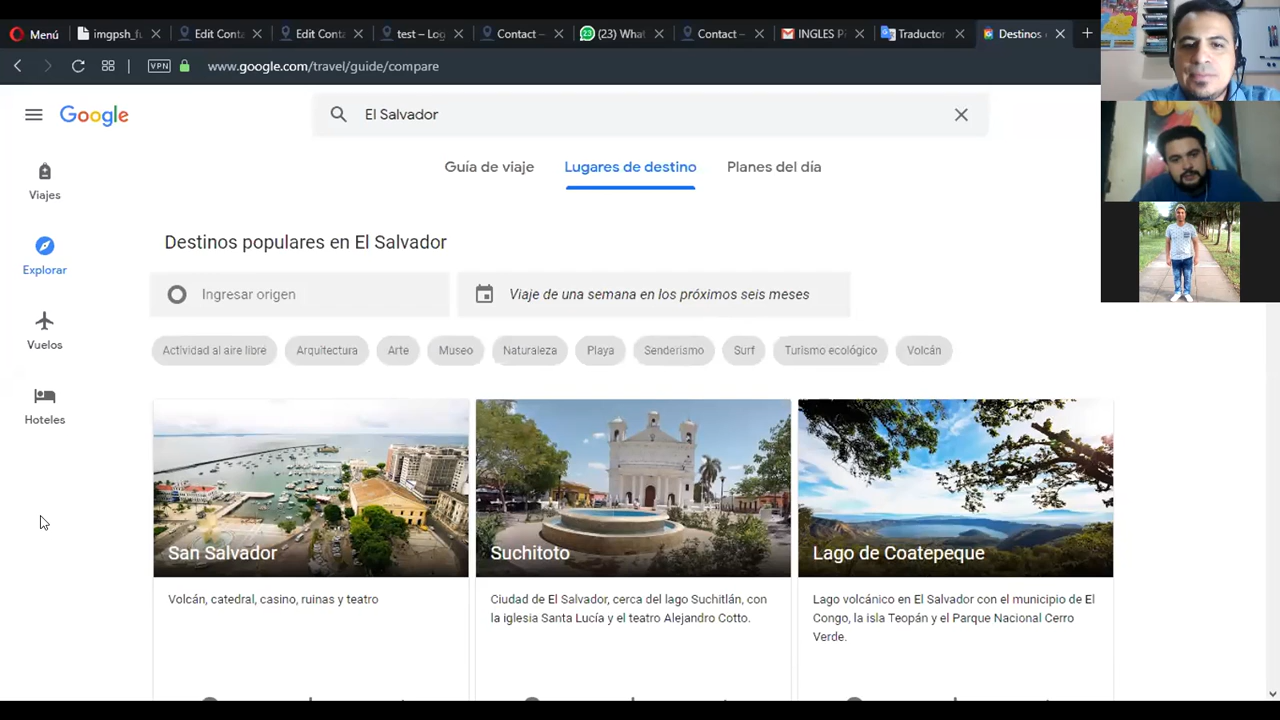 Menú
imgpsh_fu
Edit Conta
Edit Conta
test – Le
Contact
(23) What
Contac –
INGLES P
Traductor
Destinos
VPN
www.google.com/travel/guide/compare
Google
El Salvador
Viajes
Explorar
Vuelos
Hoteles
Guía de viaje
Lugares de destino
Planes del día
Destinos populares en El Salvador
Ingresar origen
Viaje de una semana en los próximos seis meses
Actividad al aire libre
Arquitectura
Arte
Museo
Naturaleza
Playa
Senderismo
Surf
Turismo ecológico
Volcán
San Salvador
Volcán, catedral, casino, ruinas y teatro
Suchitoto
Ciudad de El Salvador, cerca del lago Suchitlán, con
la iglesia Santa Lucía y el teatro Alejandro Cotto.
Lago de Coatepeque
Lago volcánico en El Salvador con el municipio de El
Congo, la isla Teopán y el Parque Nacional Cerro
Verde.